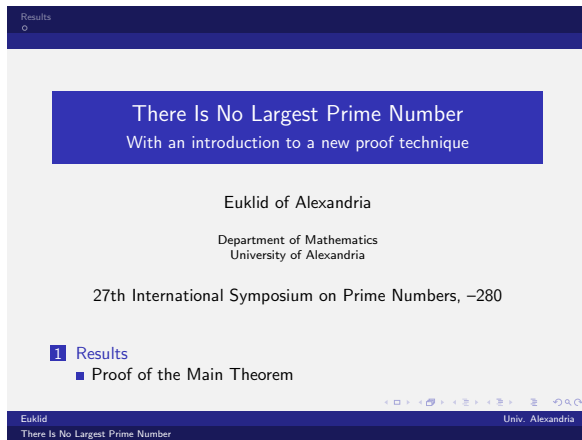 Results
There Is No Largest Prime Number
With an introduction to a new proof technique
Euklid of Alexandria
Department of Mathematics
University of Alexandria
27th International Symposium on Prime Numbers, –280
1 Results
Proof of the Main Theorem
Euklid Univ. Alexandria
There Is No Largest Prime Number